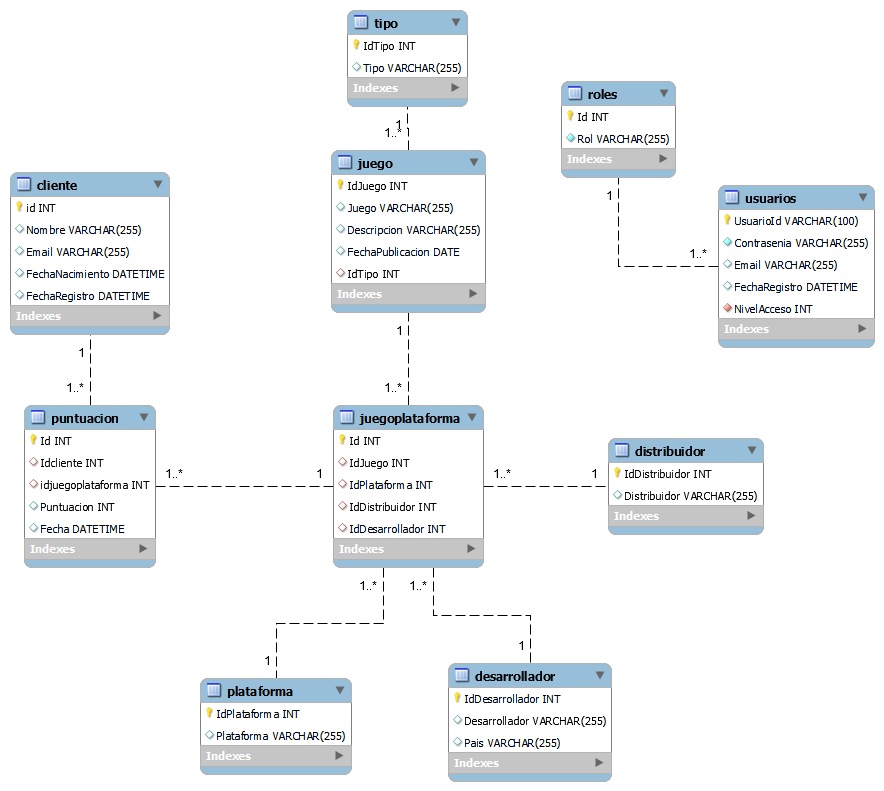 tipo
IdTipo INT
Tipo VARCHAR(255)
Indexes
1
1..*
roles
Id INT
Rol VARCHAR(255)
Indexes
1
1..*
usuarios
UsuarioId VARCHAR(100)
Contrasenia VARCHAR(255)
Email VARCHAR(255)
FechaRegistro DATETIME
NivelAcceso INT
Indexes
juego
IdJuego INT
Juego VARCHAR(255)
Descripcion VARCHAR(255)
FechaPublicacion DATE
IdTipo INT
Indexes
1
1..*
cliente
id INT
Nombre VARCHAR(255)
Email VARCHAR(255)
FechaNacimiento DATETIME
FechaRegistro DATETIME
Indexes
1
1..*
puntuacion
Id INT
Idcliente INT
idjuegoplataforma INT
Puntuacion INT
Fecha DATETIME
Indexes
1..*
1
juegoplataforma
Id INT
IdJuego INT
IdPlataforma INT
IdDistribuidor INT
IdDesarrollador INT
Indexes
1..*
1
distribuidor
IdDistribuidor INT
Distribuidor VARCHAR(255)
Indexes
1..*
1..*
1
1
plataforma
IdPlataforma INT
Plataforma VARCHAR(255)
Indexes
desarrollador
IdDesarrollador INT
Desarrollador VARCHAR(255)
Pais VARCHAR(255)
Indexes